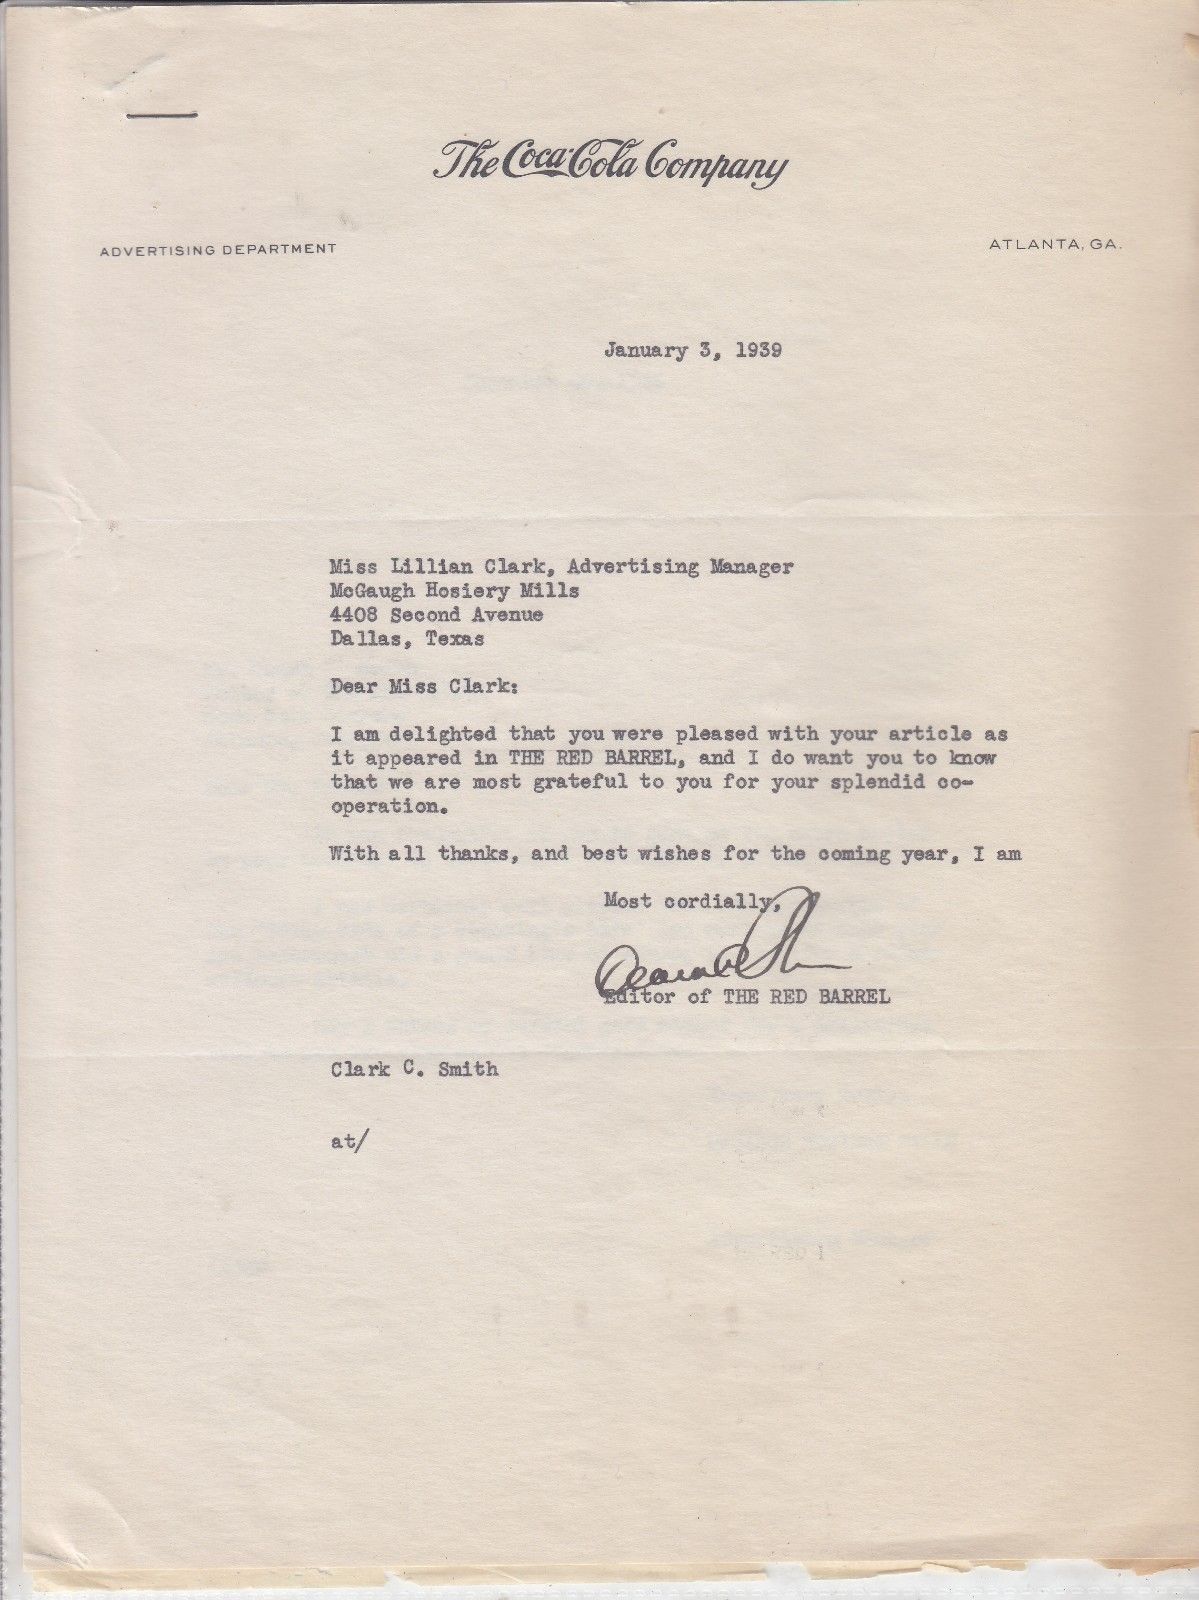 The Coca-Cola Company
ADVERTISING DEPARTMENT
ATLANTA, GA.
January 3, 1939
Miss Lillian Clark, Advertising Manager
McGaugh Hosiery Mills
4408 Second Avenue
Dallas, Texas
Dear Miss Clark:
I am delighted that you were pleased with your article as
it appeared in THE RED BARREL, and I do want you to know
that we are most grateful to you for your splendid co-
operation.
With all thanks, and best wishes for the coming year, I am
Most cordially,
Editor of THE RED BARREL
Clark C. Smith
at/